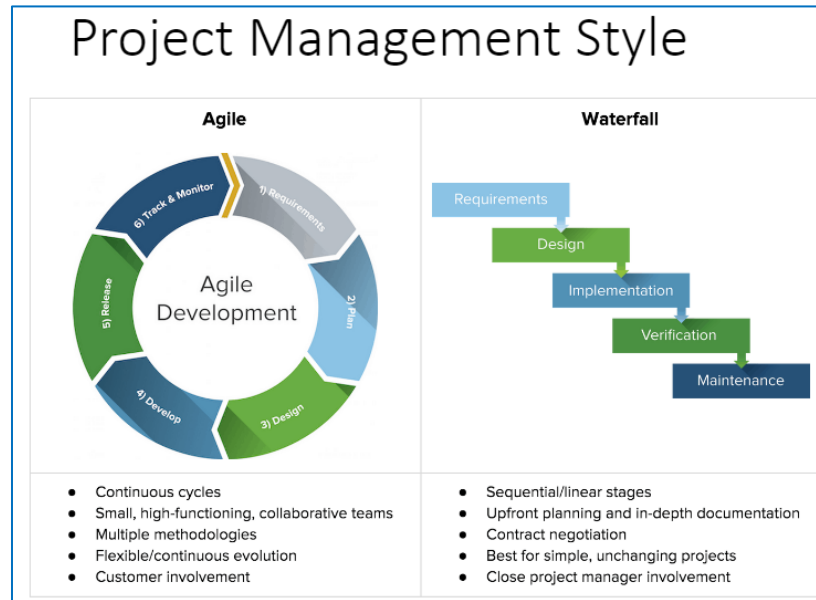 Project Management Style
Agile
1) Requirements
2) Plan
3) Design
4) Develop
5) Release
6) Track & Monitor
Agile
Development
● Continuous cycles
● Small, high-functioning, collaborative teams
● Multiple methodologies
● Flexible/continuous evolution
● Customer involvement
Waterfall
Requirements
Design
Implementation
Verification
Maintenance
● Sequential/linear stages
● Upfront planning and in-depth documentation
● Contract negotiation
● Best for simple, unchanging projects
● Close project manager involvement